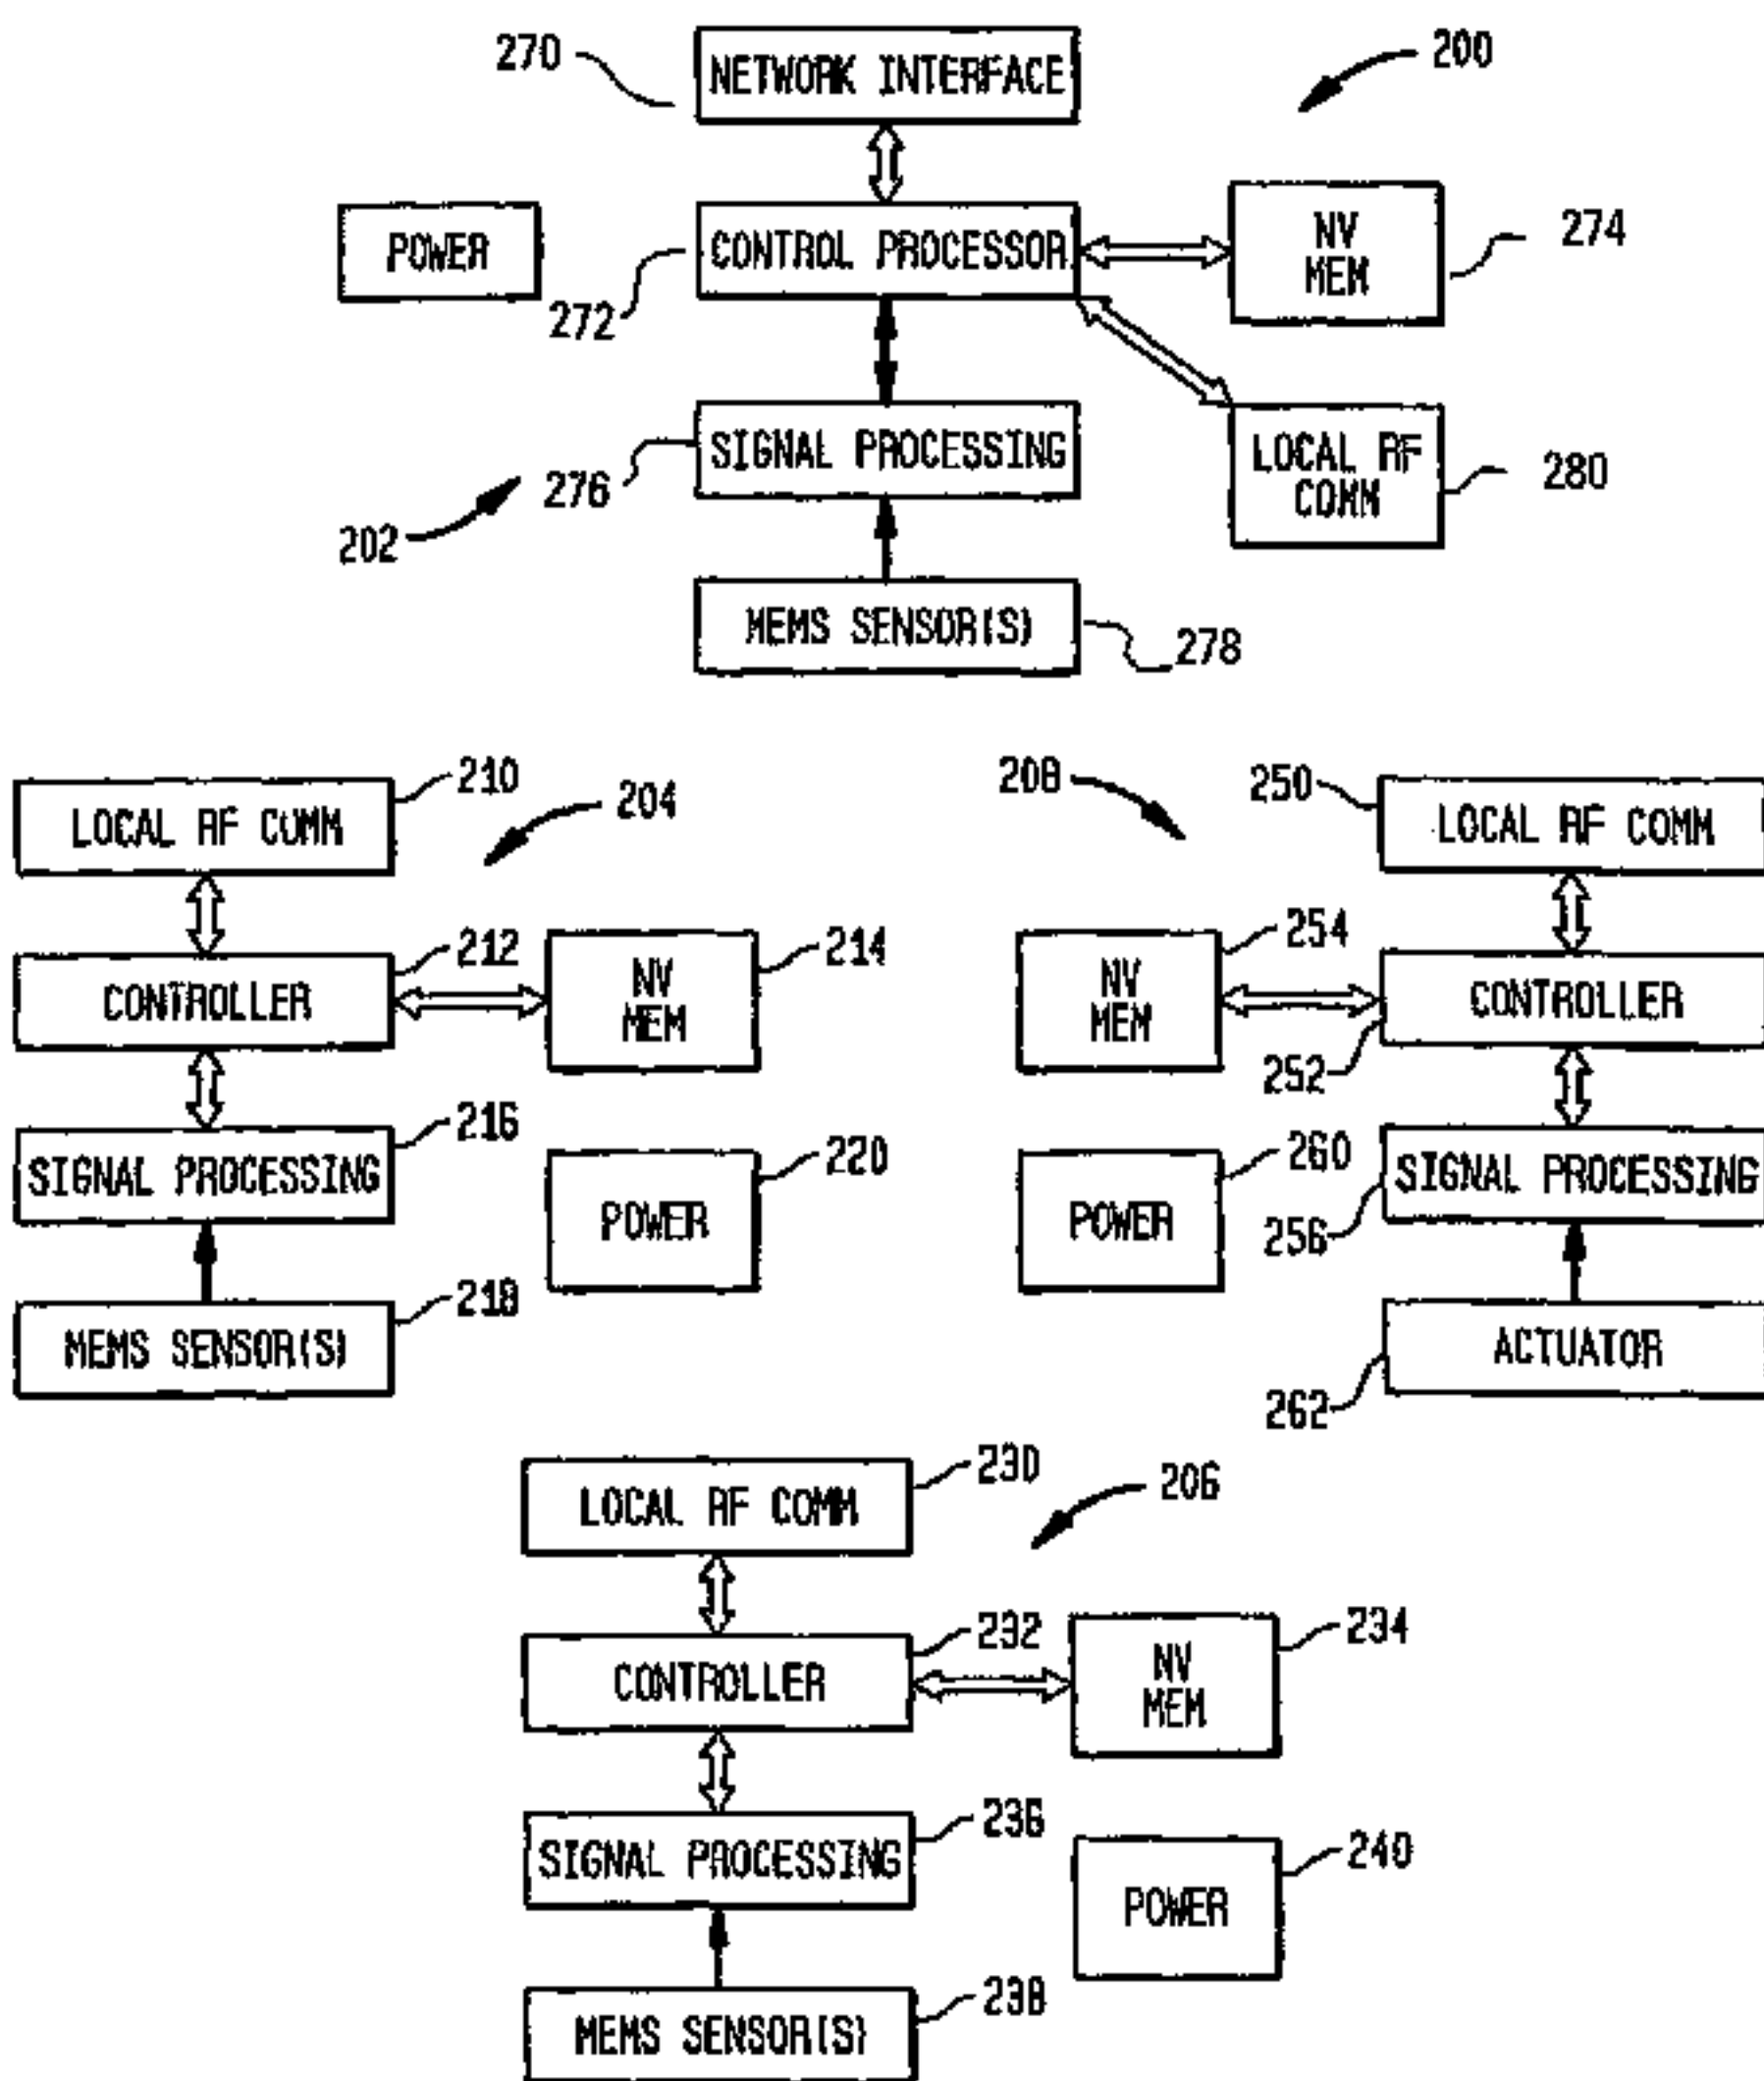 270
NETWORK INTERFACE
200
POWER
272
CONTROL PROCESSOR
NV
MEM
274
276
SIGNAL PROCESSING
LOCAL RF
COMM
280
202
MEMS SENSOR(S)
278
LOCAL RF COMM
210
204
CONTROLLER
212
NV
MEM
214
SIGNAL PROCESSING
216
POWER
220
MEMS SENSOR(S)
218
208
250
LOCAL RF COMM
NV
MEM
254
CONTROLLER
252
POWER
260
SIGNAL PROCESSING
256
ACTUATOR
262
LOCAL RF COMM
230
206
CONTROLLER
232
NV
MEM
234
SIGNAL PROCESSING
236
POWER
240
MEMS SENSOR(S)
238